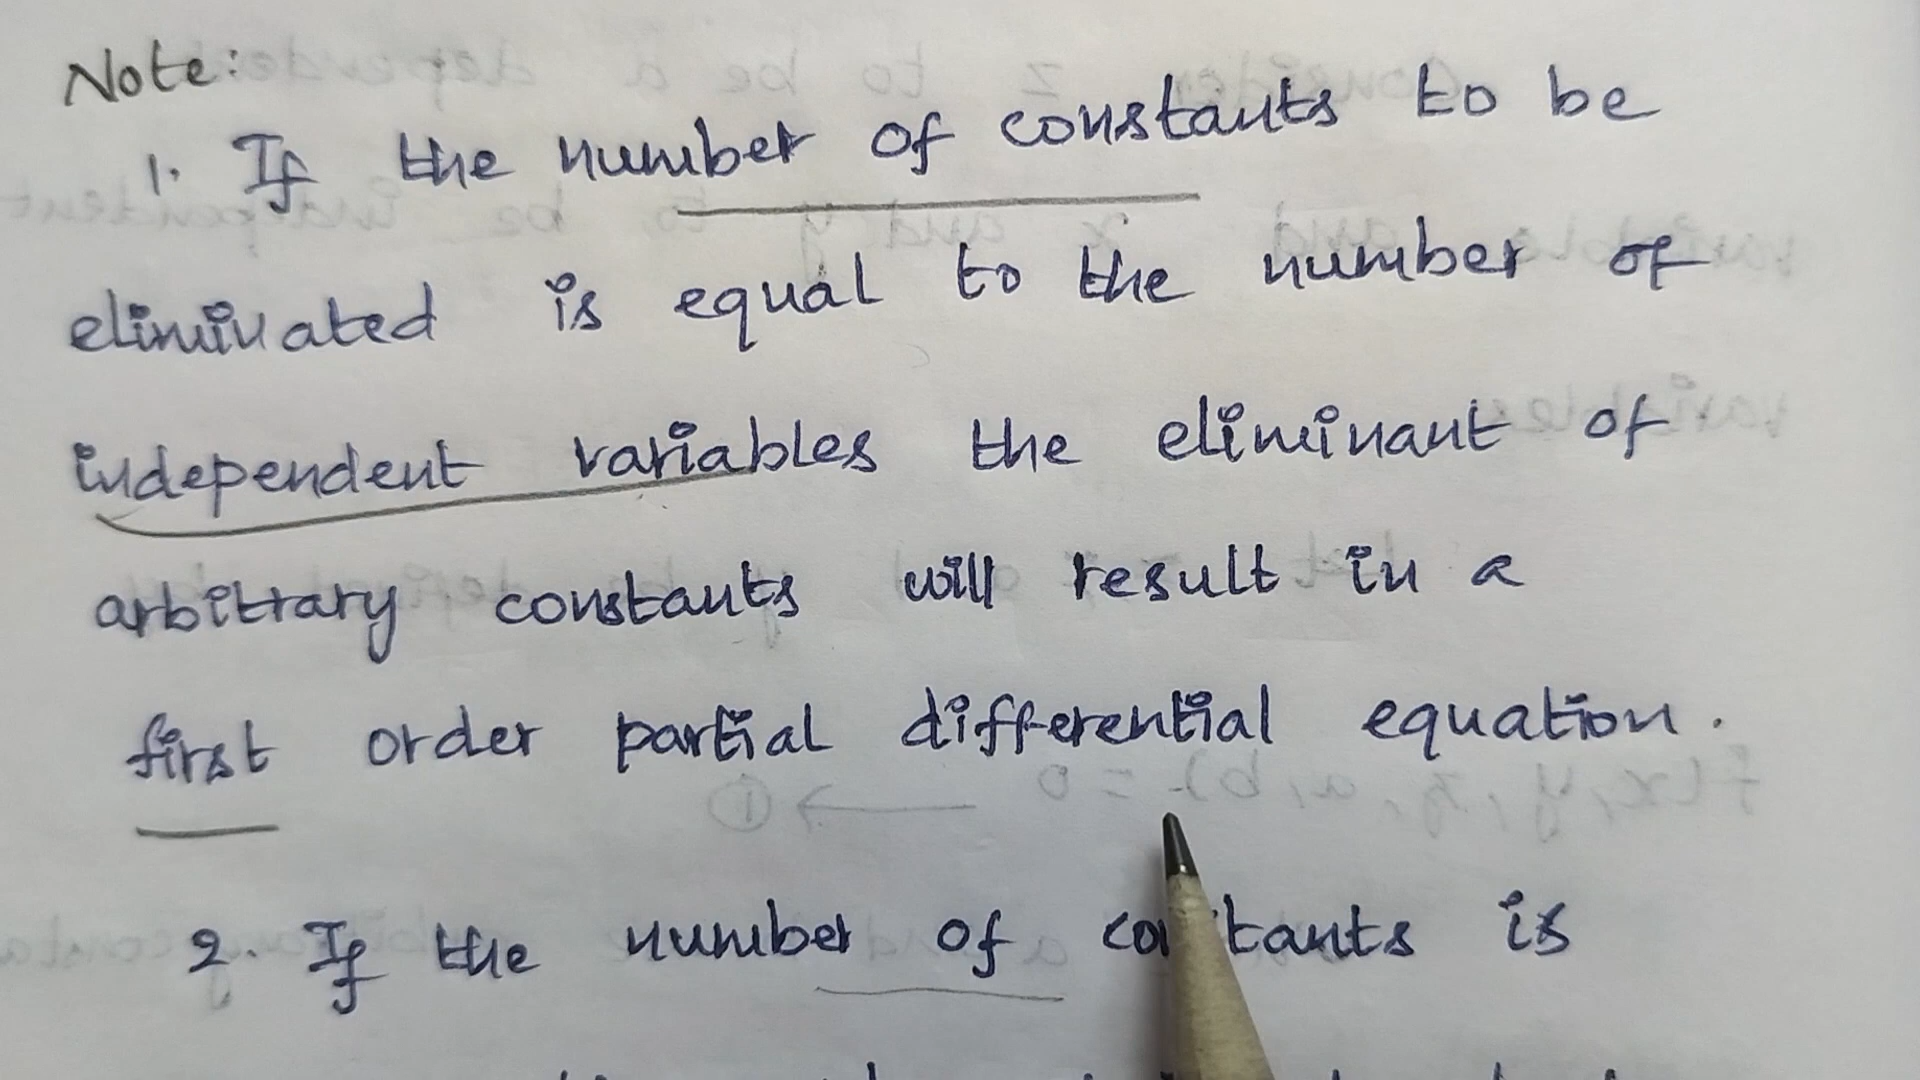 Note:
1. If the number of constants to be
eliminated is equal to the number of
independent variables the eliminant of
arbitrary constants will result in a
first order partial differential equation.
2. If the number of constants is